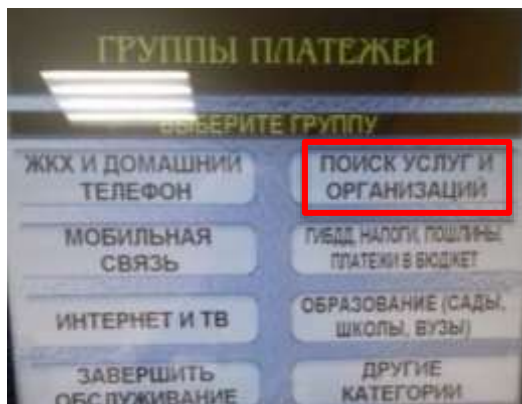 ГРУППЫ ПЛАТЕЖЕЙ
ВЫБЕРИТЕ ГРУППУ
ЖКХ И ДОМАШНИЙ
ТЕЛЕФОН
ПОИСК УСЛУГ И
ОРГАНИЗАЦИЙ
МОБИЛЬНАЯ
СВЯЗЬ
ГИБДД, НАЛОГИ, ПОШЛИНЫ,
ПЛАТЕЖИ В БЮДЖЕТ
ИНТЕРНЕТ И ТВ
ОБРАЗОВАНИЕ (САДЫ,
ШКОЛЫ, ВУЗЫ)
ЗАВЕРШИТЬ
ОБСЛУЖИВАНИЕ
ДРУГИЕ
КАТЕГОРИИ